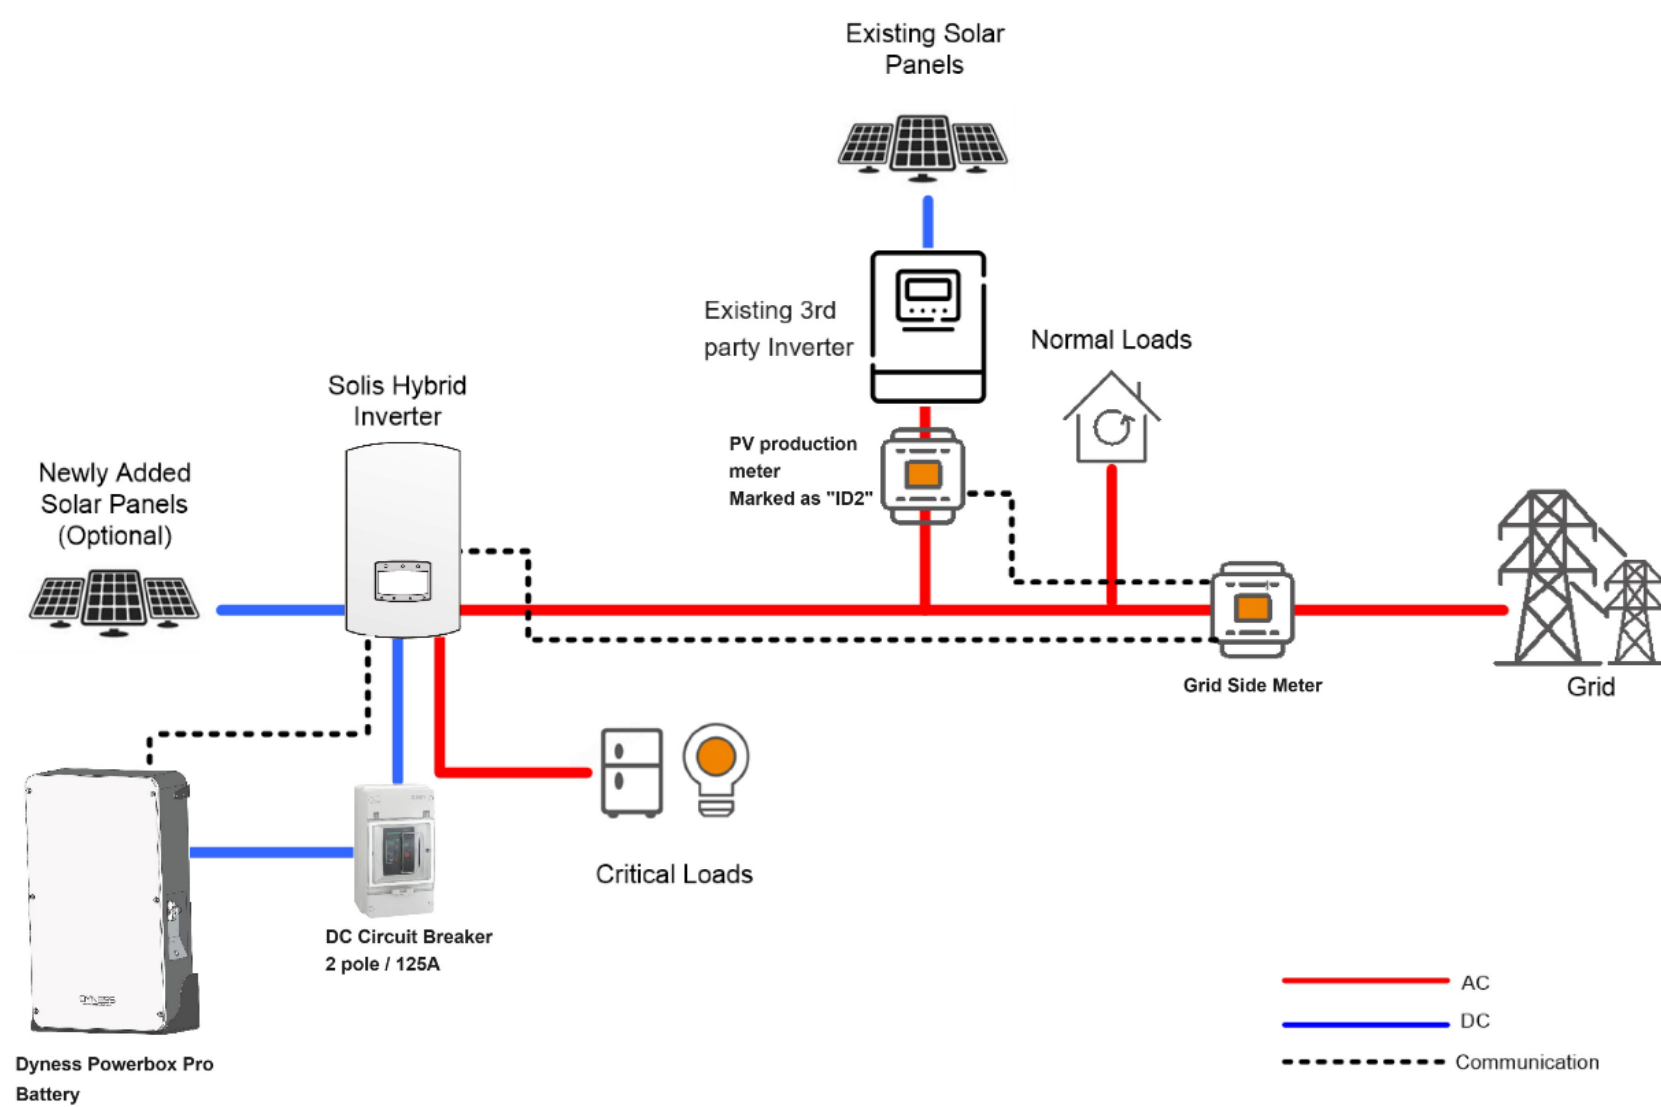 Existing Solar
Panels
Existing 3rd
party Inverter
Normal Loads
Solis Hybrid
Inverter
PV production
meter
Marked as "ID2"
Newly Added
Solar Panels
(Optional)
Grid Side Meter
Grid
Critical Loads
DC Circuit Breaker
2 pole / 125A
AC
DC
Communication
DYNESS
Dyness Powerbox Pro
Battery